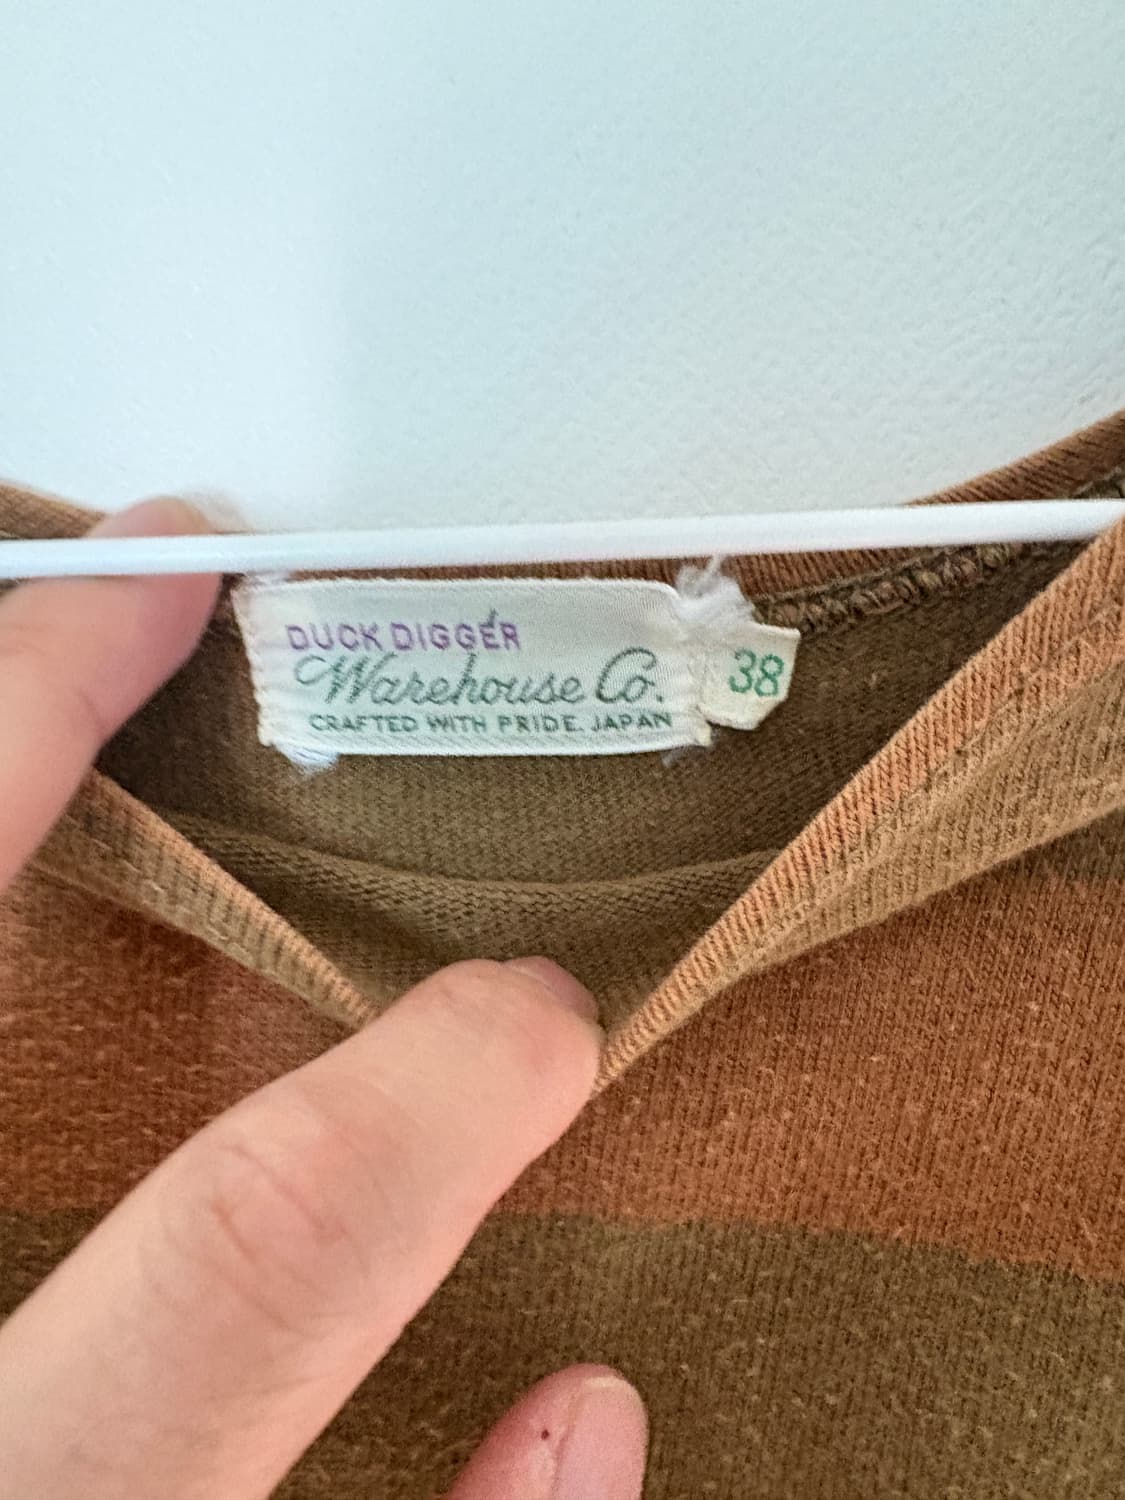 DUCK DIGGER
Warehouse Co.
CRAFTED WITH PRIDE. JAPAN
38